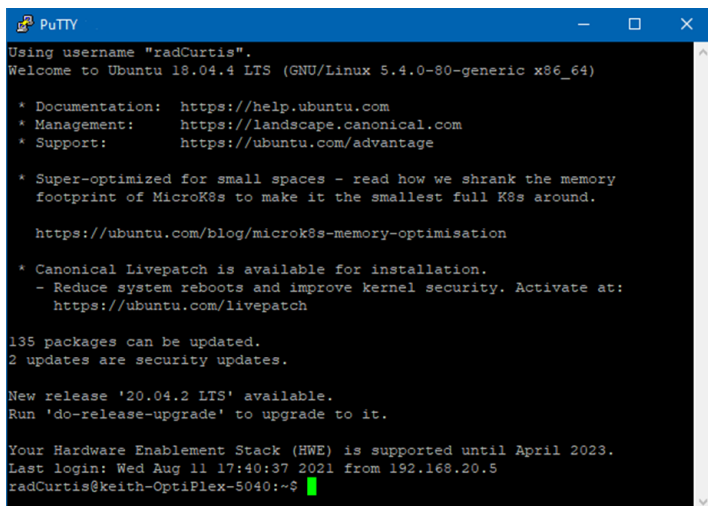 PuTTY
Using username "radCurtis".
Welcome to Ubuntu 18.04.4 LTS (GNU/Linux 5.4.0-80-generic x86_64)
* Documentation:  https://help.ubuntu.com
* Management:     https://landscape.canonical.com
* Support:        https://ubuntu.com/advantage
* Super-optimized for small spaces - read how we shrank the memory
footprint of MicroK8s to make it the smallest full K8s around.
https://ubuntu.com/blog/microk8s-memory-optimisation
* Canonical Livepatch is available for installation.
- Reduce system reboots and improve kernel security. Activate at:
https://ubuntu.com/livepatch
135 packages can be updated.
2 updates are security updates.
New release '20.04.2 LTS' available.
Run 'do-release-upgrade' to upgrade to it.
Your Hardware Enablement Stack (HWE) is supported until April 2023.
Last login: Wed Aug 11 17:40:37 2021 from 192.168.20.5
radCurtis@keith-OptiPlex-5040:~$